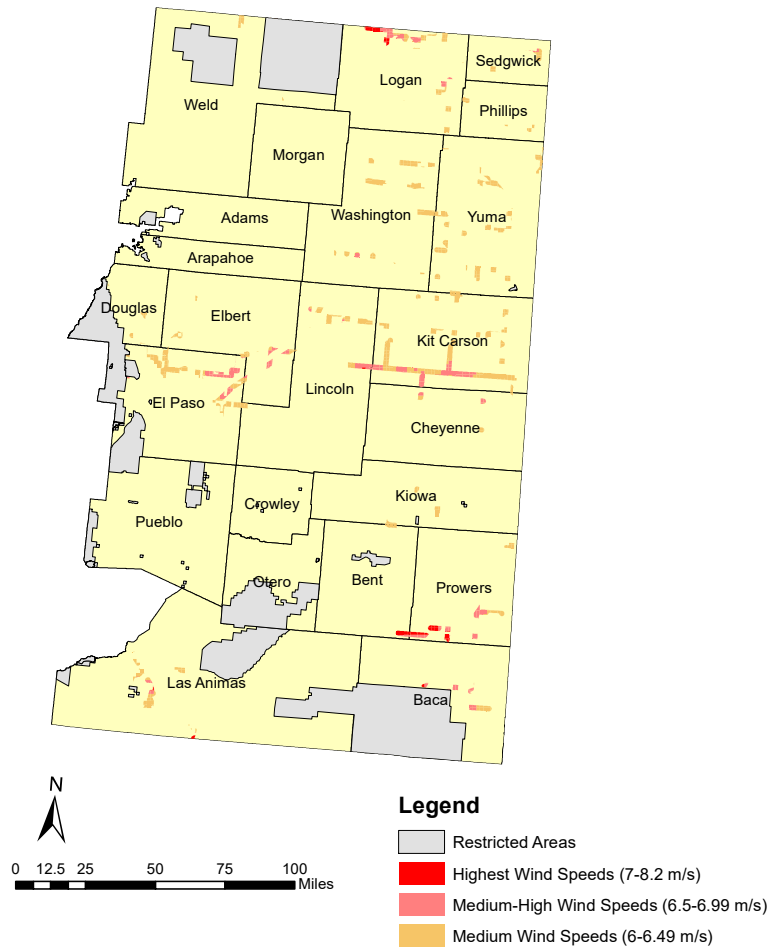 Sedgwick
Logan
Weld
Phillips
Morgan
Adams
Washington
Yuma
Arapahoe
Douglas
Elbert
Kit Carson
Lincoln
El Paso
Cheyenne
Crowley
Kiowa
Pueblo
Otero
Bent
Prowers
Las Animas
Baca
N
0 12.5 25 50 75 100
Miles
Legend
Restricted Areas
Highest Wind Speeds (7-8.2 m/s)
Medium-High Wind Speeds (6.5-6.99 m/s)
Medium Wind Speeds (6-6.49 m/s)